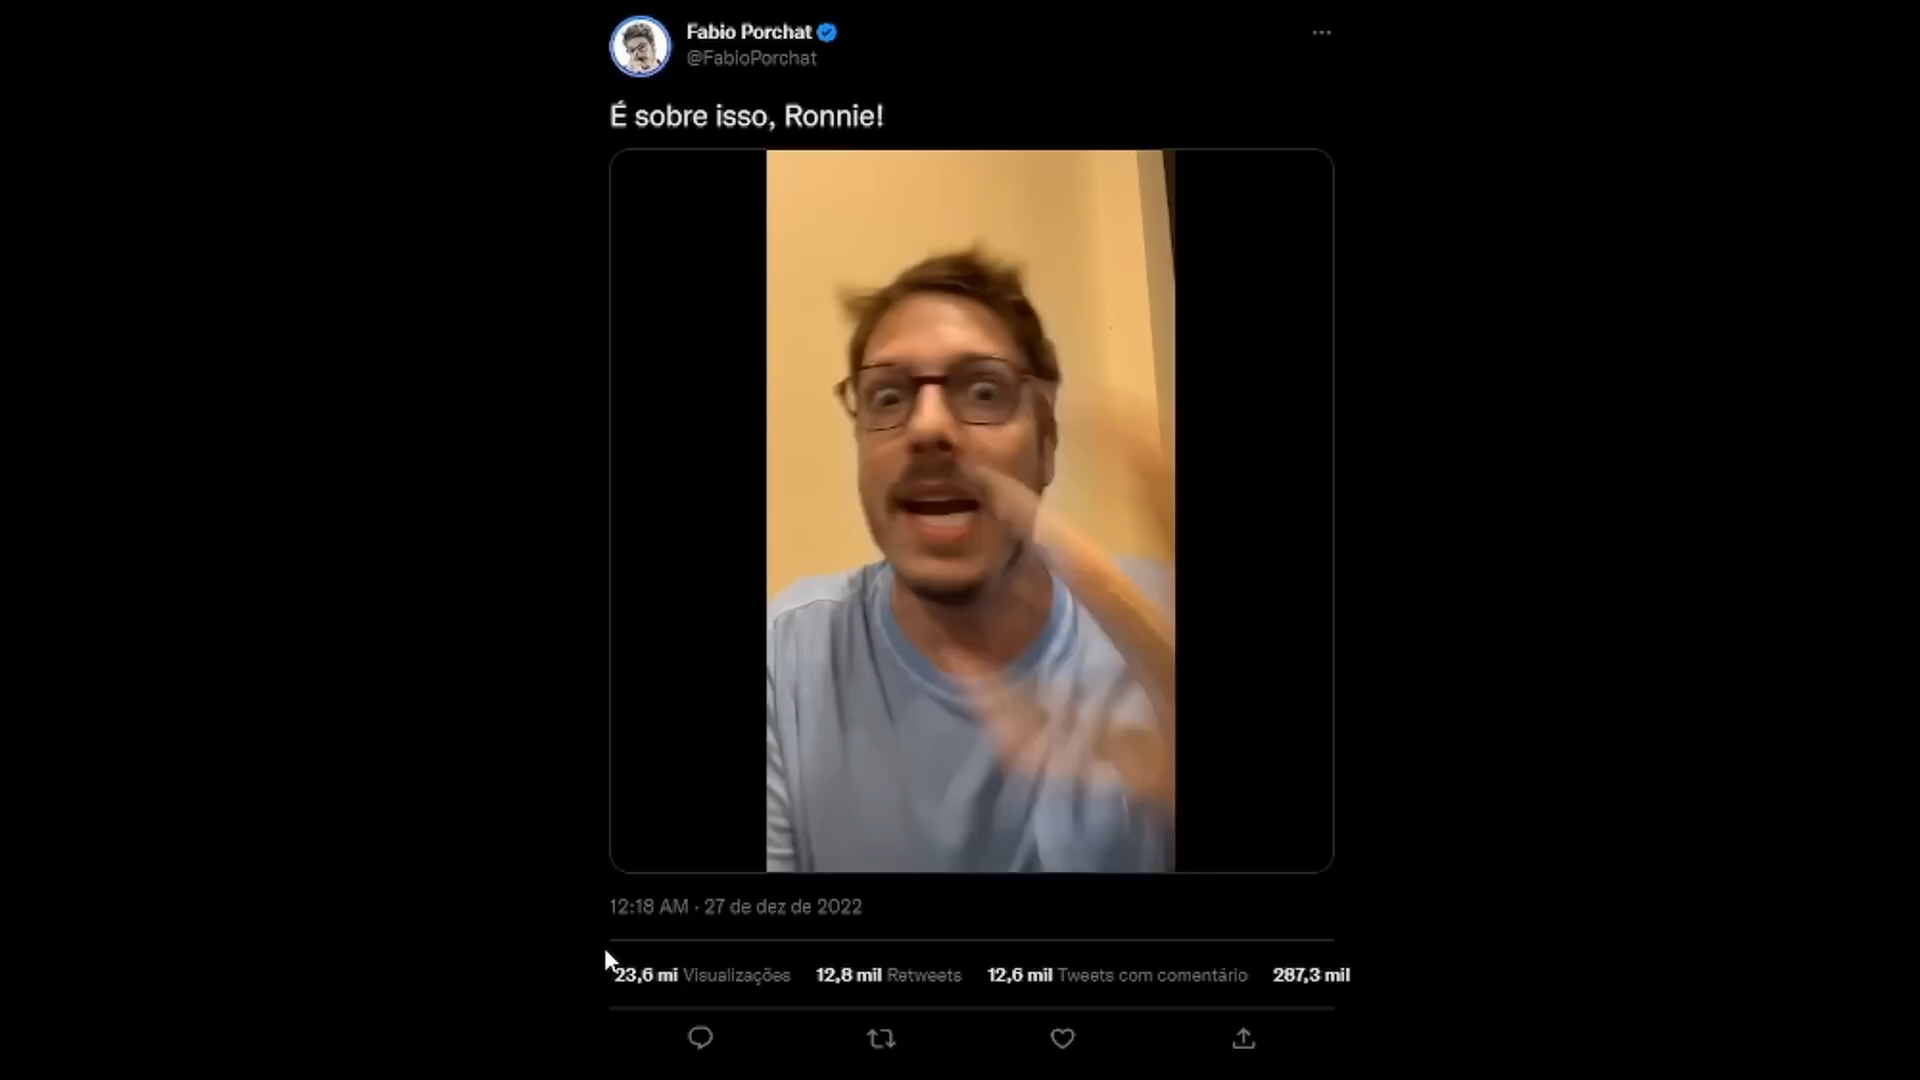 Fabio Porchat
@FabioPorchat
É sobre isso, Ronnie!
12:18 AM · 27 de dez de 2022
23,6 mi Visualizações 12,8 mil Retweets 12,6 mil Tweets com comentário 287,3 mil